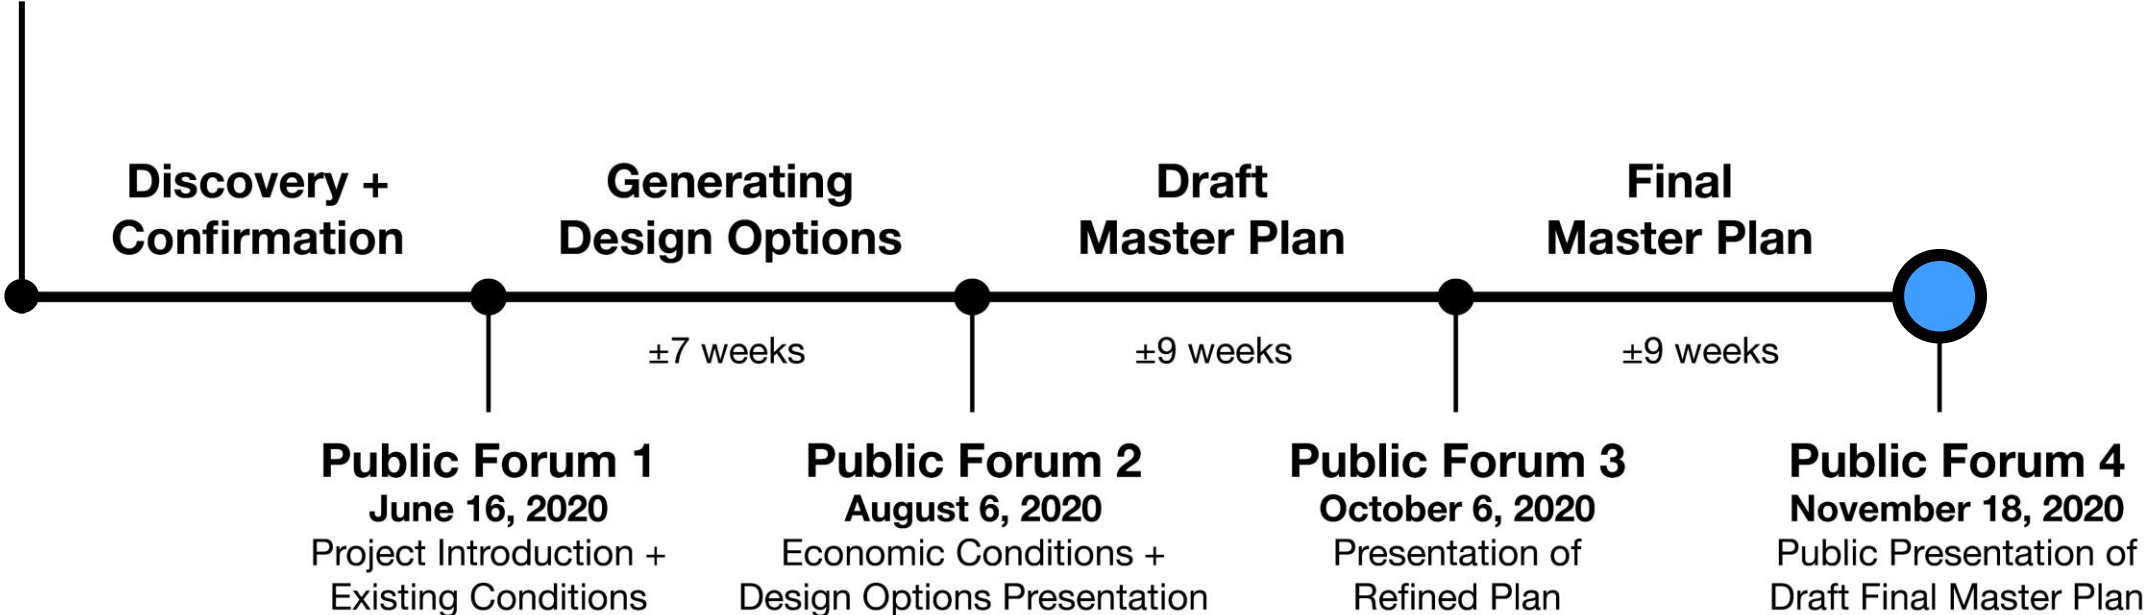 Discovery +
Confirmation
Generating
Design Options
Draft
Master Plan
Final
Master Plan
±7 weeks
±9 weeks
±9 weeks
Public Forum 1
June 16, 2020
Project Introduction +
Existing Conditions
Public Forum 2
August 6, 2020
Economic Conditions +
Design Options Presentation
Public Forum 3
October 6, 2020
Presentation of
Refined Plan
Public Forum 4
November 18, 2020
Public Presentation of
Draft Final Master Plan